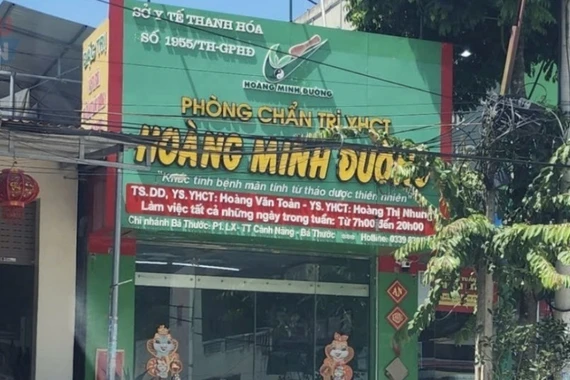 SỞ Y TẾ THANH HÓA
SỐ 1955/TH-GPHĐ
HOÀNG MINH ĐƯỜNG
PHÒNG CHẨN TRỊ YHCT
HOÀNG MINH ĐƯỜNG
"Khắc tinh bệnh mãn tính từ thảo dược thiên nhiên"
TS.DD, YS.YHCT: Hoàng Văn Toàn - YS.YHCT: Hoàng Thị Nhung
Làm việc tất cả những ngày trong tuần: Từ 7h00 đến 20h00
Chi nhánh Bá Thước: P1. LX - TT Cành Nàng - Bá Thước
Hotline: 0339
AN